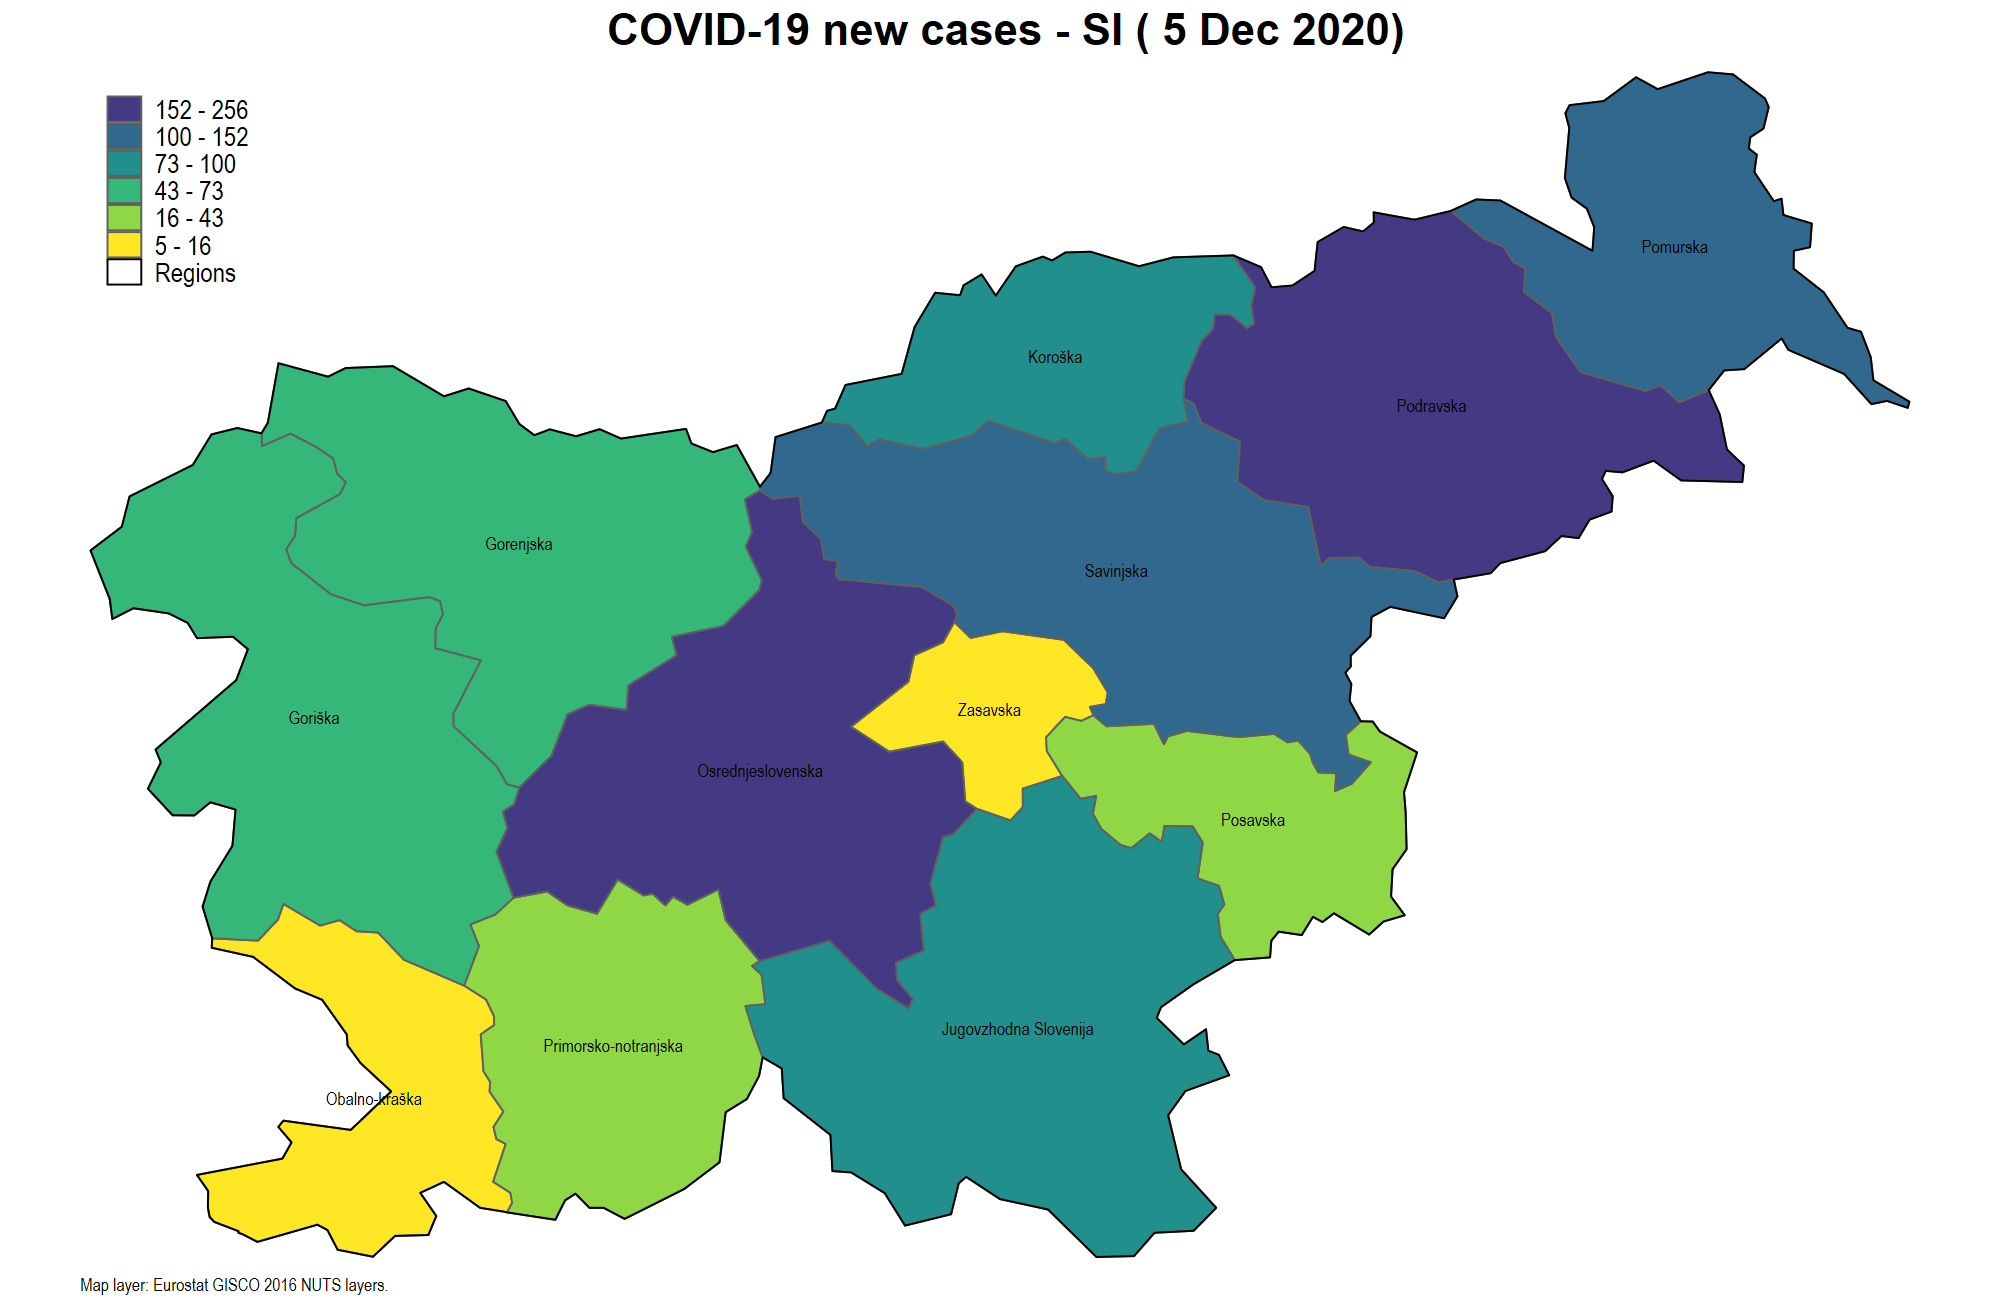 COVID-19 new cases - SI ( 5 Dec 2020)
152 - 256
100 - 152
73 - 100
43 - 73
16 - 43
5 - 16
Regions
Pomurska
Koroška
Podravska
Gorenjska
Savinjska
Zasavska
Goriška
Osrednjeslovenska
Posavska
Jugovzhodna Slovenija
Primorsko-notranjska
Obalno-kraška
Map layer: Eurostat GISCO 2016 NUTS layers.